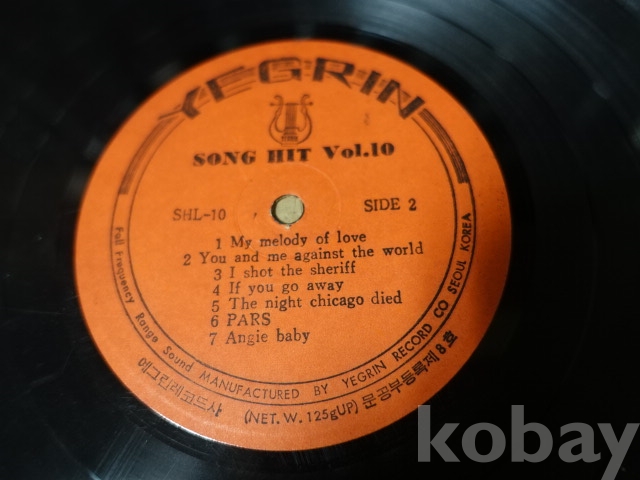 YEGRIN
SONG HIT Vol.10
SHL-10 SIDE 2
1 My melody of love
2 You and me against the world
3 I shot the sheriff
4 If you go away
5 The night chicago died
6 PARS
7 Angie baby
Full Frequency Range Sound MANUFACTURED BY YEGRIN RECORD CO SEOUL KOREA
예그린레코드사 (NET. W. 125gUP) 문공부등록제8호
kobay